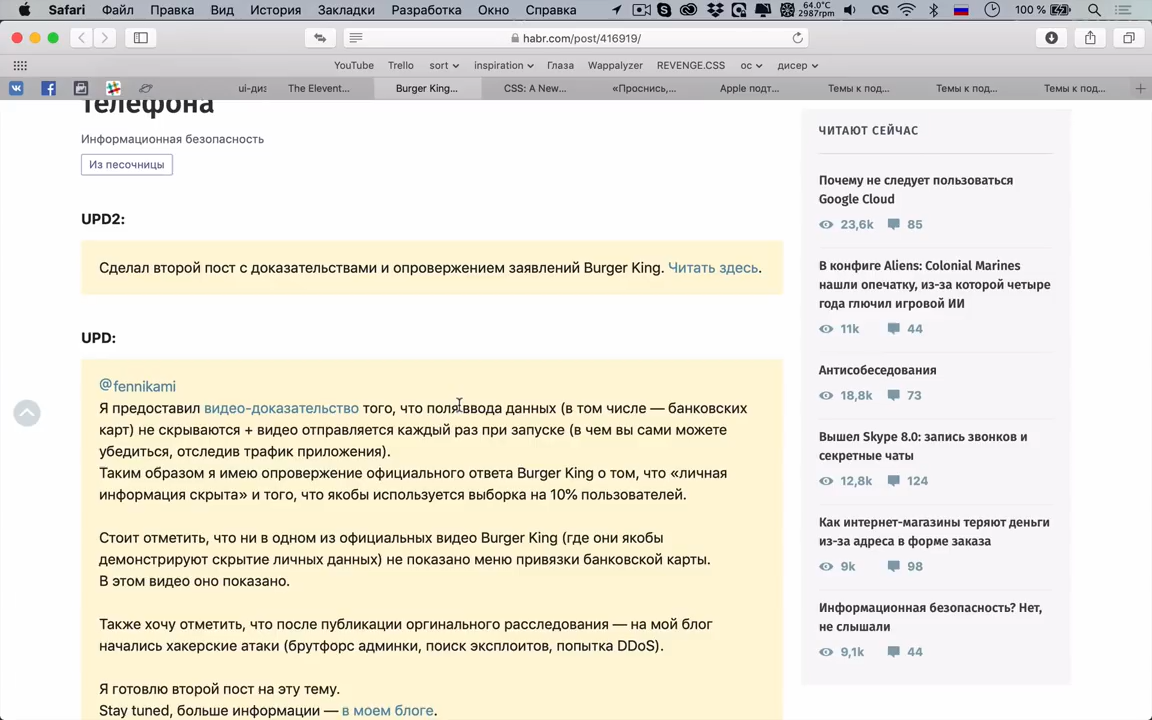 Safari Файл Правка Вид История Закладки Разработка Окно Справка 64.0°C 2987rpm 100 %
habr.com/post/416919/
YouTube Trello sort inspiration Глаза Wappalyzer REVENGE.CSS ос дисер
ui-диз The Elevent... Burger King... CSS: A New... «Проснись,... Apple подт... Темы к под... Темы к под... Темы к под...
телефона
Информационная безопасность
Из песочницы
UPD2:
Сделал второй пост с доказательствами и опровержением заявлений Burger King. Читать здесь.
UPD:
@fennikami
Я предоставил видео-доказательство того, что поля ввода данных (в том числе — банковских
карт) не скрываются + видео отправляется каждый раз при запуске (в чем вы сами можете
убедиться, отследив трафик приложения).
Таким образом я имею опровержение официального ответа Burger King о том, что «личная
информация скрыта» и того, что якобы используется выборка на 10% пользователей.
Стоит отметить, что ни в одном из официальных видео Burger King (где они якобы
демонстрируют скрытие личных данных) не показано меню привязки банковской карты.
В этом видео оно показано.
Также хочу отметить, что после публикации оргинального расследования — на мой блог
начались хакерские атаки (брутфорс админки, поиск эксплоитов, попытка DDoS).
Я готовлю второй пост на эту тему.
Stay tuned, больше информации — в моем блоге.
ЧИТАЮТ СЕЙЧАС
Почему не следует пользоваться
Google Cloud
23,6k 85
В конфиге Aliens: Colonial Marines
нашли опечатку, из-за которой четыре
года глючил игровой ИИ
11k 44
Антисобеседования
18,8k 73
Вышел Skype 8.0: запись звонков и
секретные чаты
12,8k 124
Как интернет-магазины теряют деньги
из-за адреса в форме заказа
9k 98
Информационная безопасность? Нет,
не слышали
9,1k 44